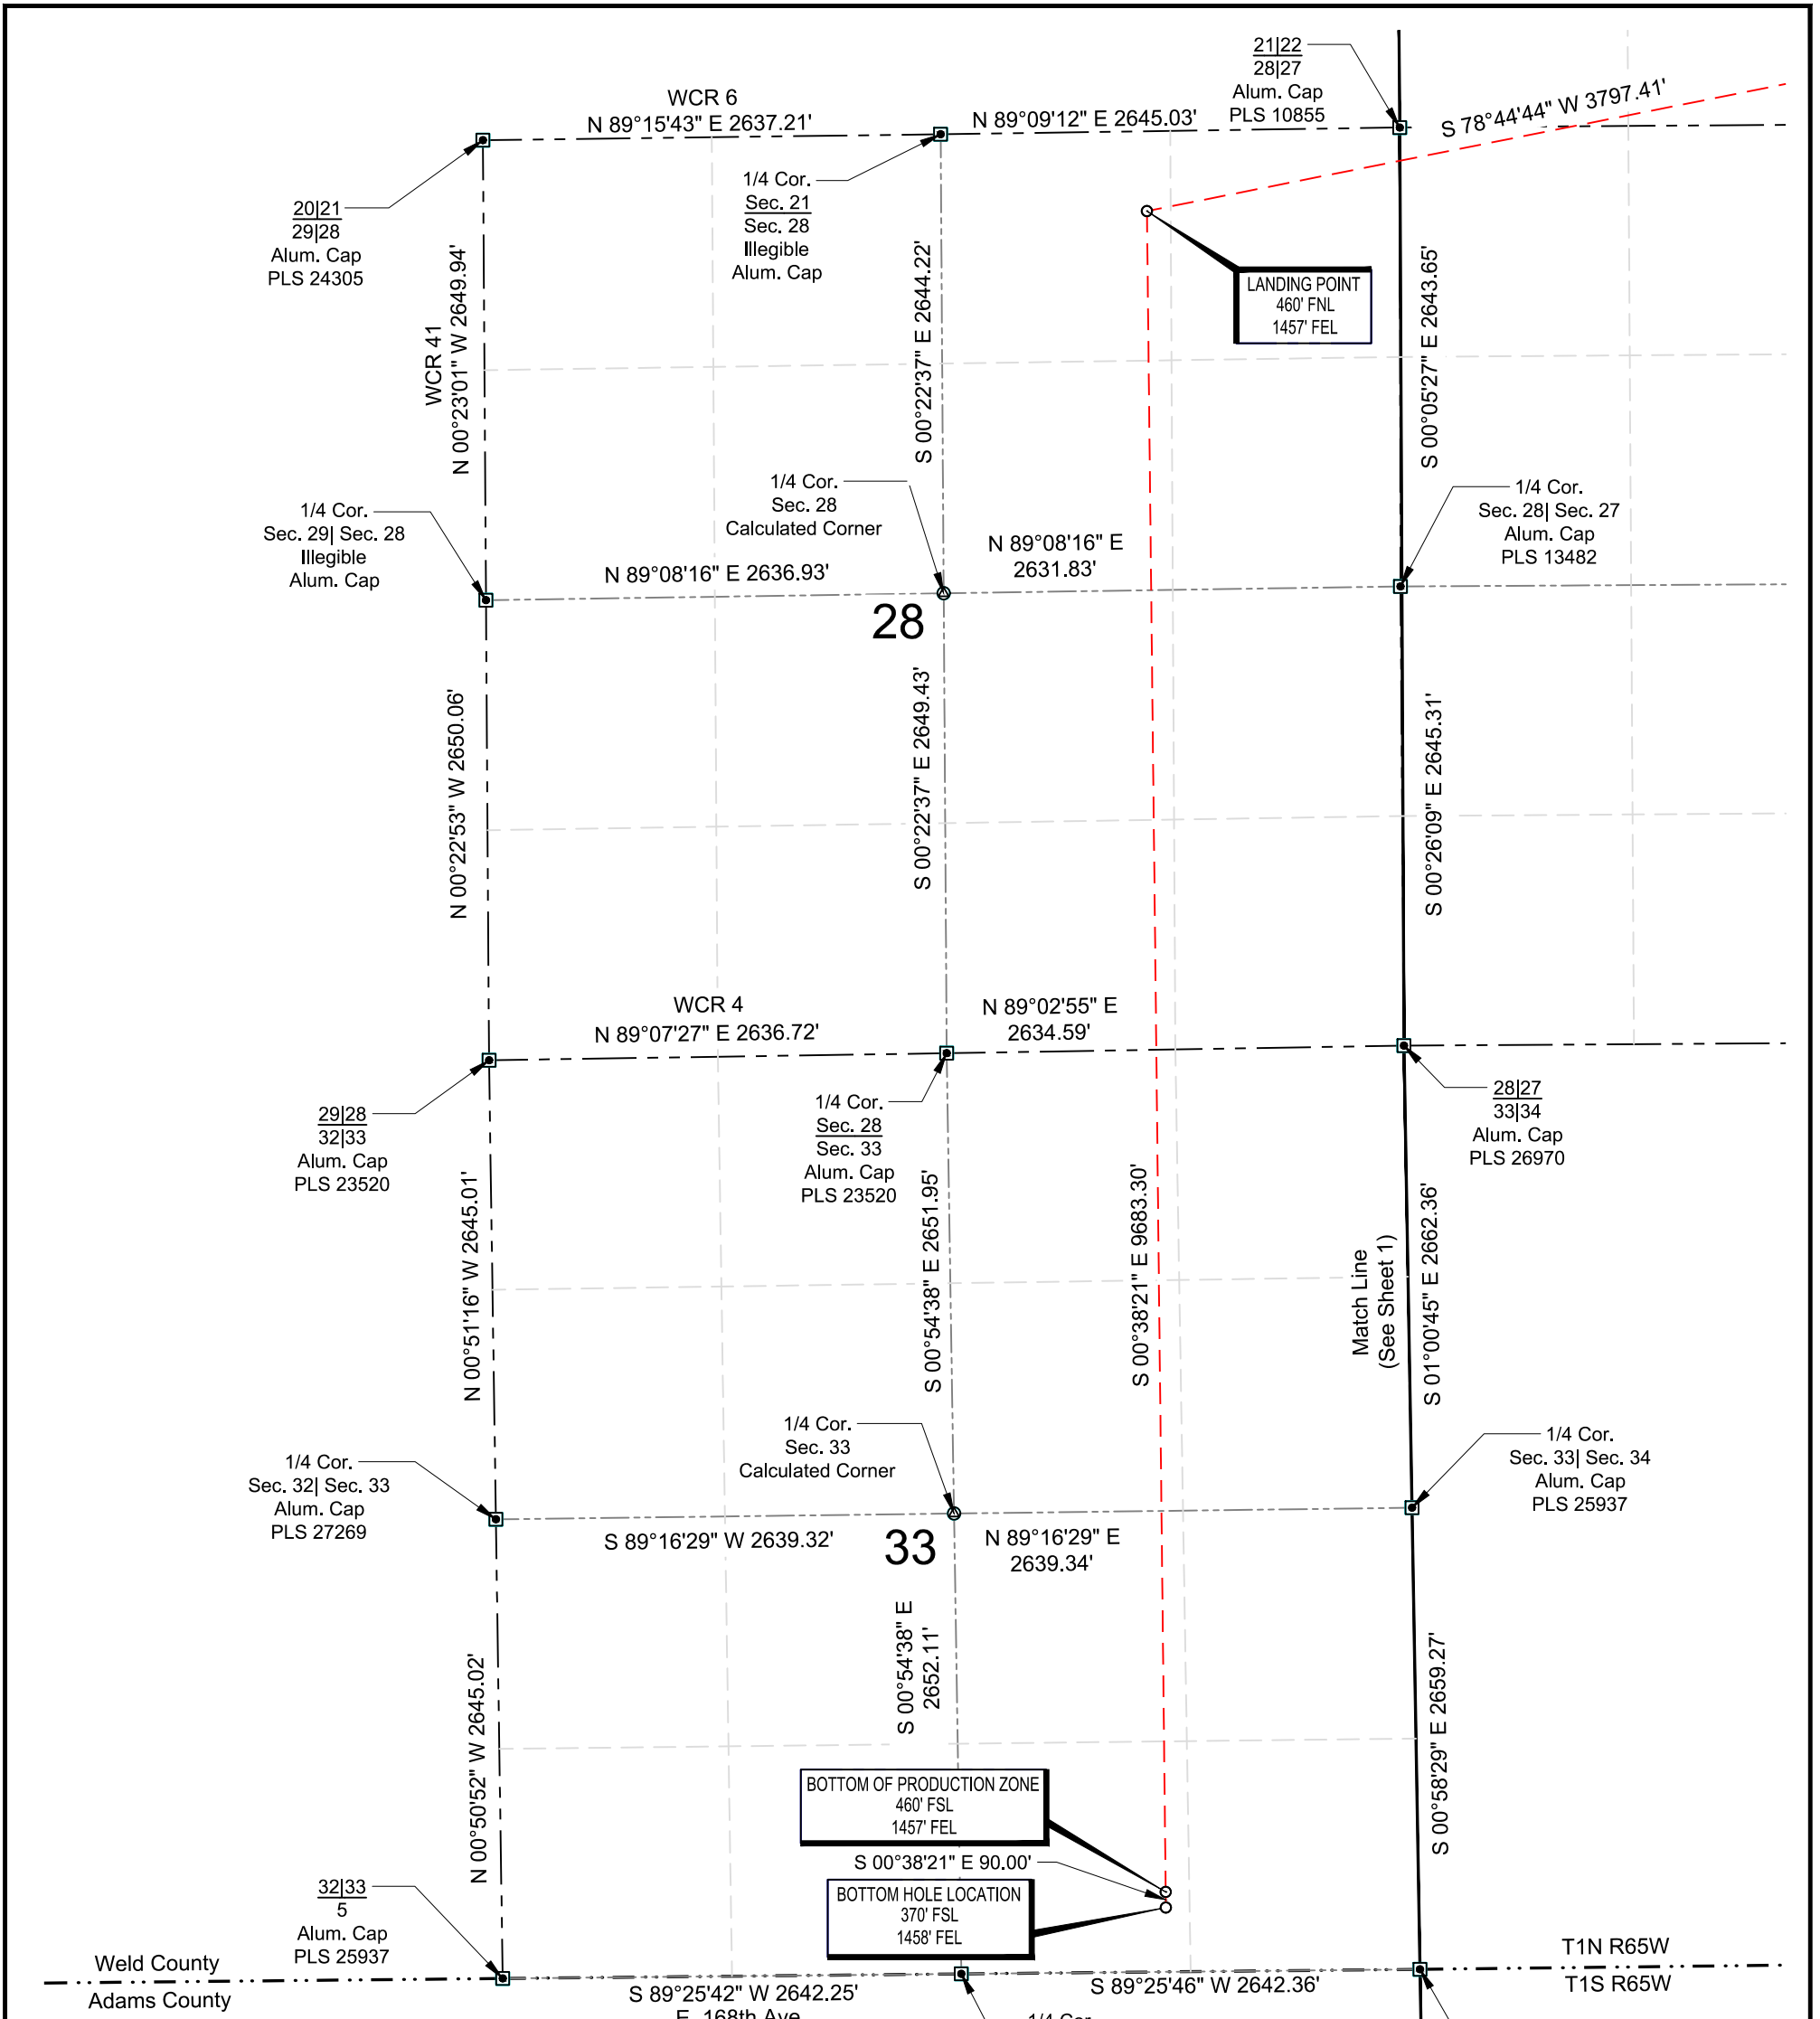 21|22
28|27
Alum. Cap
PLS 10855
WCR 6
N 89°15'43" E 2637.21'
N 89°09'12" E 2645.03'
S 78°44'44" W 3797.41'
20|21
29|28
Alum. Cap
PLS 24305
1/4 Cor.
Sec. 21
Sec. 28
Illegible
Alum. Cap
WCR 41
N 00°23'01" W 2649.94'
S 00°22'37" E 2644.22'
LANDING POINT
460' FNL
1457' FEL
S 00°05'27" E 2643.65'
1/4 Cor.
Sec. 29| Sec. 28
Illegible
Alum. Cap
1/4 Cor.
Sec. 28
Calculated Corner
1/4 Cor.
Sec. 28| Sec. 27
Alum. Cap
PLS 13482
N 89°08'16" E 2636.93'
N 89°08'16" E
2631.83'
28
N 00°22'53" W 2650.06'
S 00°22'37" E 2649.43'
S 00°26'09" E 2645.31'
WCR 4
N 89°07'27" E 2636.72'
N 89°02'55" E
2634.59'
29|28
32|33
Alum. Cap
PLS 23520
1/4 Cor.
Sec. 28
Sec. 33
Alum. Cap
PLS 23520
28|27
33|34
Alum. Cap
PLS 26970
N 00°51'16" W 2645.01'
S 00°54'38" E 2651.95'
S 00°38'21" E 9683.30'
Match Line
(See Sheet 1)
S 01°00'45" E 2662.36'
1/4 Cor.
Sec. 32| Sec. 33
Alum. Cap
PLS 27269
1/4 Cor.
Sec. 33
Calculated Corner
1/4 Cor.
Sec. 33| Sec. 34
Alum. Cap
PLS 25937
S 89°16'29" W 2639.32'
33
N 89°16'29" E
2639.34'
N 00°50'52" W 2645.02'
S 00°54'38" E
2652.11'
S 00°58'29" E 2659.27'
BOTTOM OF PRODUCTION ZONE
460' FSL
1457' FEL
S 00°38'21" E 90.00'
BOTTOM HOLE LOCATION
370' FSL
1458' FEL
32|33
5
Alum. Cap
PLS 25937
Weld County
Adams County
T1N R65W
T1S R65W
S 89°25'42" W 2642.25'
E. 168th Ave
S 89°25'46" W 2642.36'
1/4 Cor.